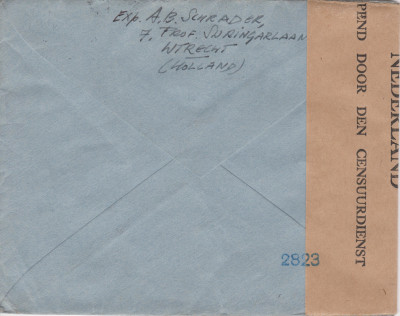 Exp. A.B. SCHRADER,
7, PROF. SURINGARLAAN
UTRECHT
(HOLLAND)
NEDERLAND
PEND DOOR DEN CENSUURDIENST
2823